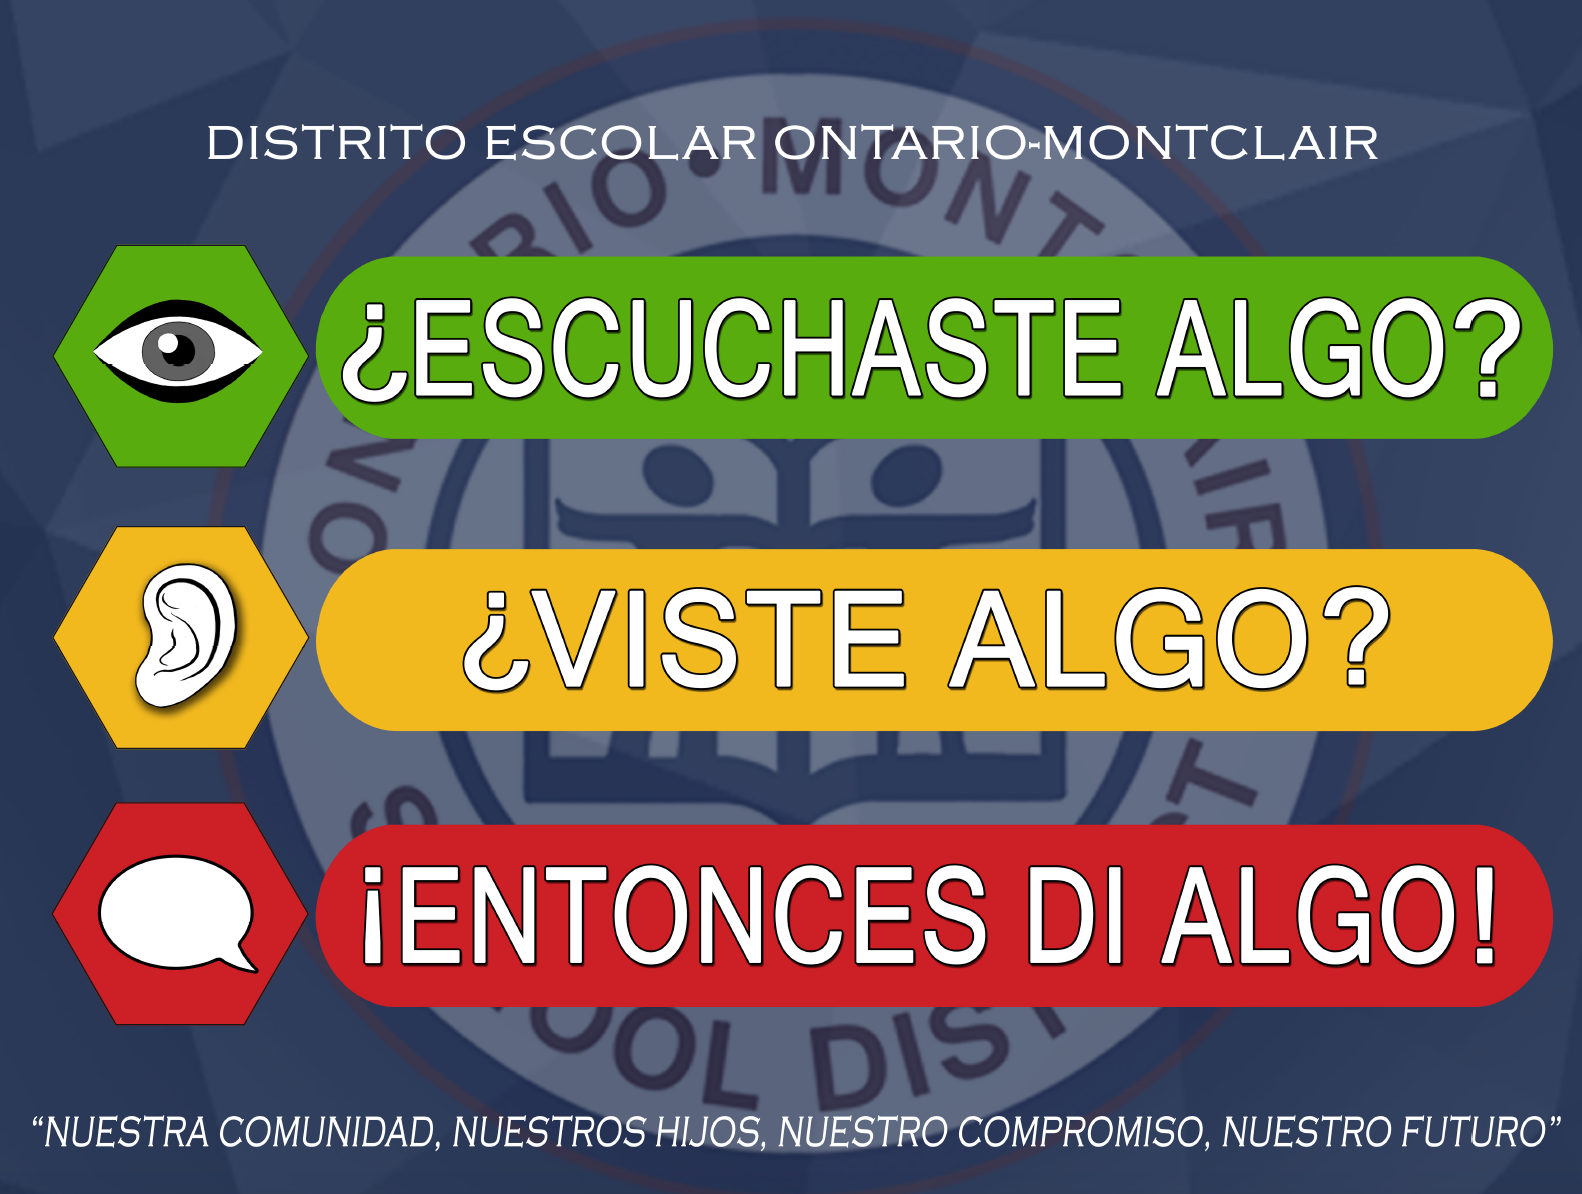 DISTRITO ESCOLAR ONTARIO-MONTCLAIR
¿ESCUCHASTE ALGO?
¿VISTE ALGO?
¡ENTONCES DI ALGO!
“NUESTRA COMUNIDAD, NUESTROS HIJOS, NUESTRO COMPROMISO, NUESTRO FUTURO”